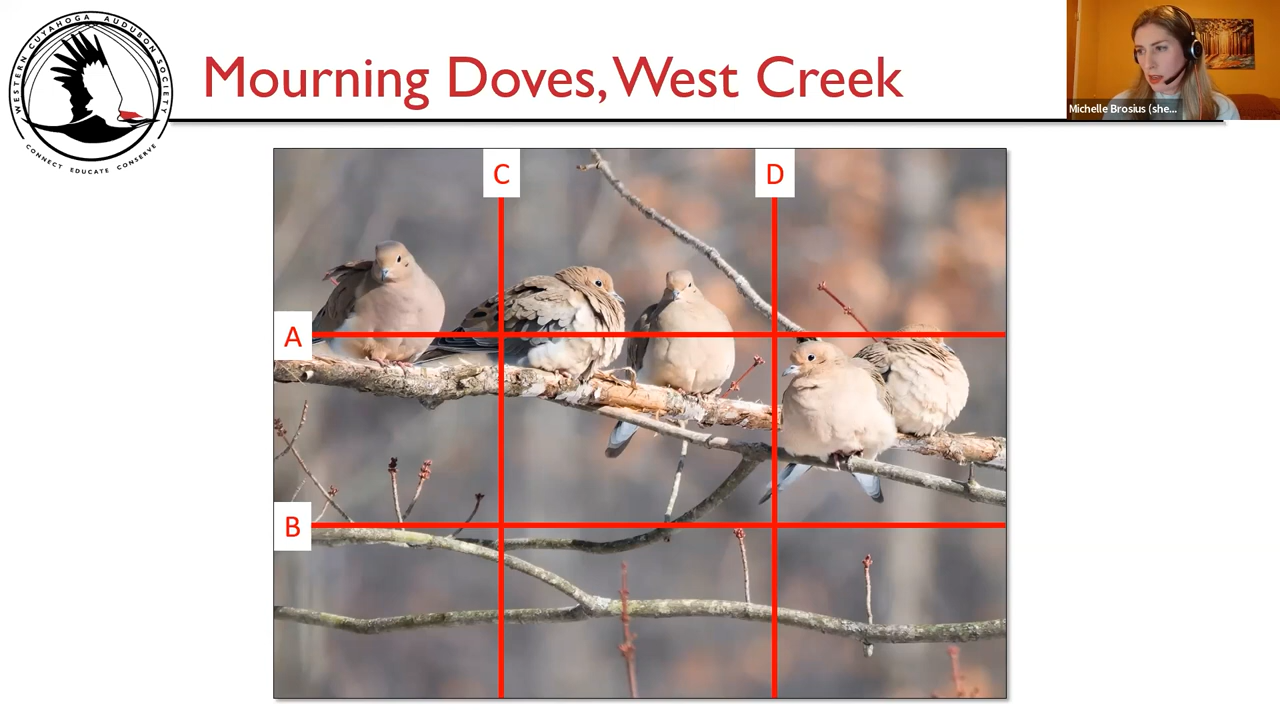 WESTERN CUYAHOGA AUDUBON SOCIETY
CONNECT EDUCATE CONSERVE
Mourning Doves, West Creek
Michelle Brosius (she...
C
D
A
B